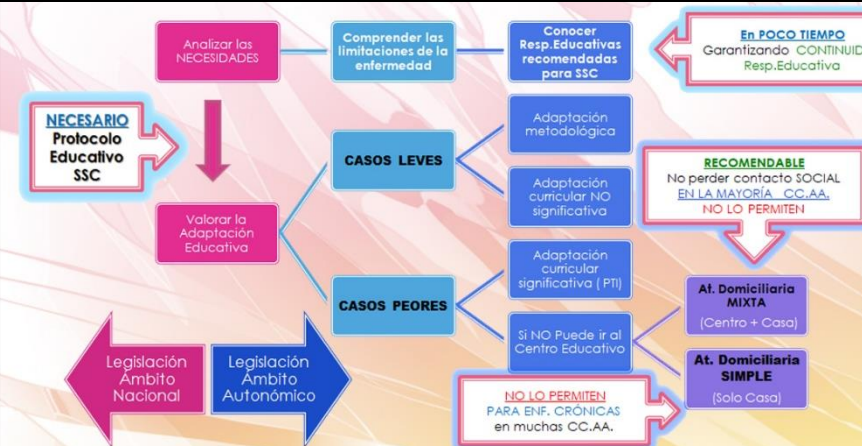 Analizar las
NECESIDADES
Comprender las
limitaciones de la
enfermedad
Conocer
Resp.Educativas
recomendadas
para SSC
En POCO TIEMPO
Garantizando CONTINUID
Resp.Educativa
NECESARIO
Protocolo
Educativo
SSC
CASOS LEVES
Adaptación
metodológica
Adaptación
curricular NO
significativa
RECOMENDABLE
No perder contacto SOCIAL
EN LA MAYORÍA CC.AA.
NO LO PERMITEN
Valorar la
Adaptación
Educativa
CASOS PEORES
Adaptación
curricular
significativa ( PTI)
Si NO Puede ir al
Centro Educativo
At. Domiciliaria
MIXTA
(Centro + Casa)
At. Domiciliaria
SIMPLE
(Solo Casa)
Legislación
Ámbito
Nacional
Legislación
Ámbito
Autonómico
NO LO PERMITEN
PARA ENF. CRÓNICAS
en muchas CC.AA.